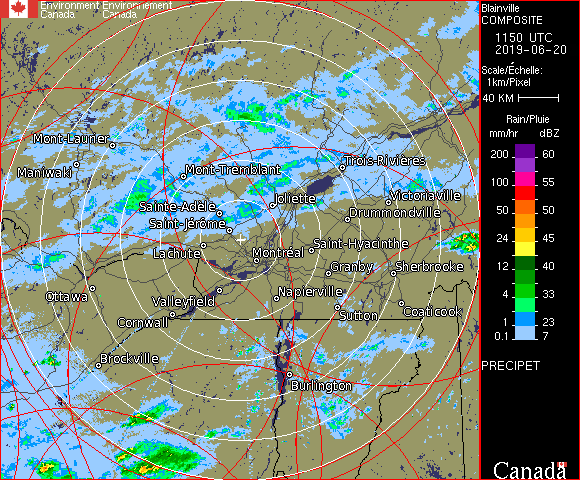 Environment Environnement
Canada Canada
Blainville
COMPOSITE
1150 UTC
2019-06-20
Scale/Échelle:
1km/Pixel
40 KM
Rain/Pluie
mm/hr dBZ
200 60
150 57
100 55
50 50
24 45
12 40
4 33
1 23
0.1 7
PRECIPET
Canada
Mont-Laurier
Maniwaki
Mont-Tremblant
Trois-Rivières
Sainte-Adèle
Joliette
Victoriaville
Drummondville
Saint-Jérôme
Lachute
Montréal
Saint-Hyacinthe
Granby
Sherbrooke
Ottawa
Valleyfield
Napierville
Cornwall
Sutton
Coaticook
Brockville
Burlington